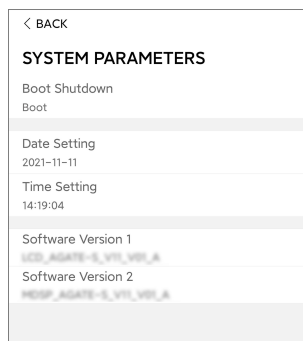 < BACK
SYSTEM PARAMETERS
Boot Shutdown
Boot
Date Setting
2021-11-11
Time Setting
14:19:04
Software Version 1
LCD_AGATE-S_V11_V01_A
Software Version 2
MDSP_AGATE-S_V11_V01_A